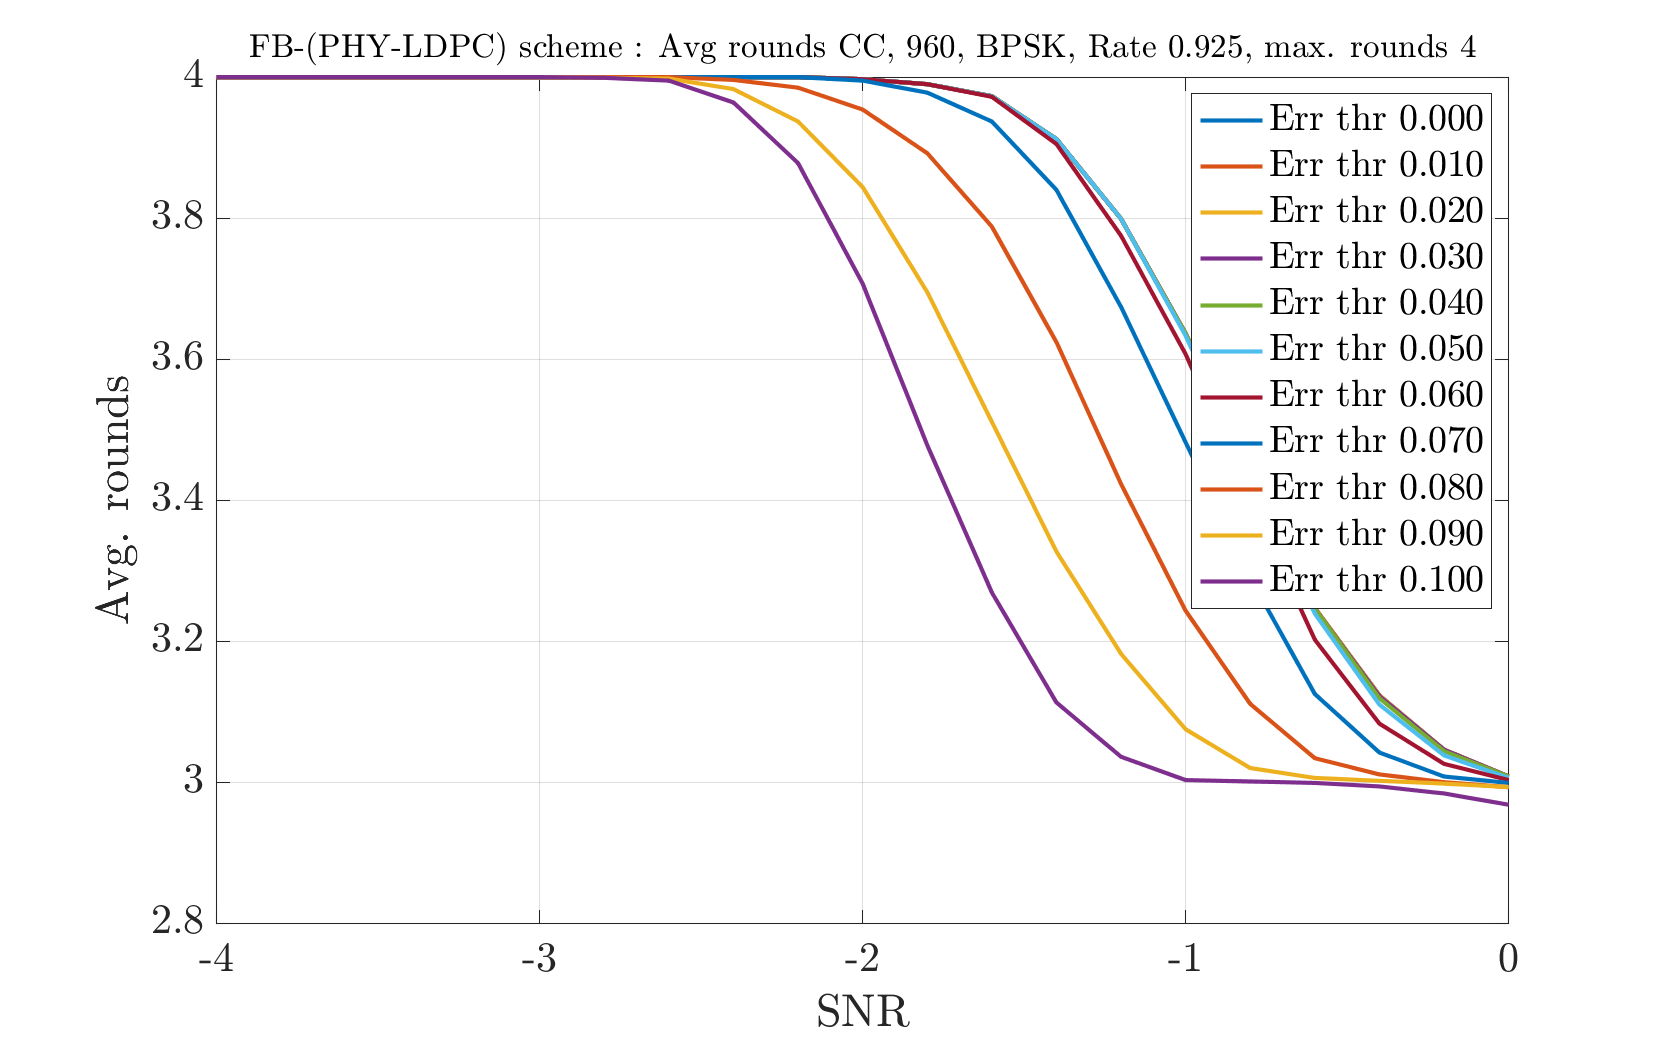 FB-(PHY-LDPC) scheme : Avg rounds CC, 960, BPSK, Rate 0.925, max. rounds 4
4
3.8
3.6
3.4
3.2
3
2.8
Avg. rounds
Err thr 0.000
Err thr 0.010
Err thr 0.020
Err thr 0.030
Err thr 0.040
Err thr 0.050
Err thr 0.060
Err thr 0.070
Err thr 0.080
Err thr 0.090
Err thr 0.100
-4 -3 -2 -1 0
SNR